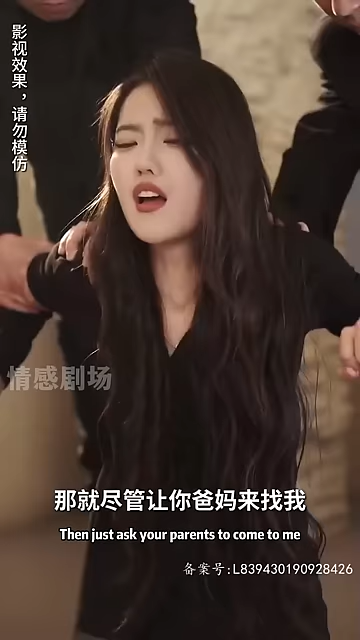 影视效果，请勿模仿
情感剧场
那就尽管让你爸妈来找我
Then just ask your parents to come to me
备案号:L839430190928426